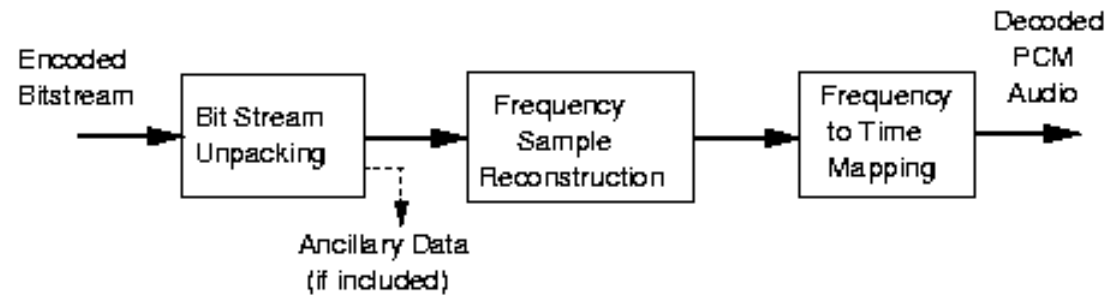 Encoded
Bitstream
Bit Stream
Unpacking
Ancillary Data
(if included)
Frequency
Sample
Reconstruction
Frequency
to Time
Mapping
Decoded
PCM
Audio